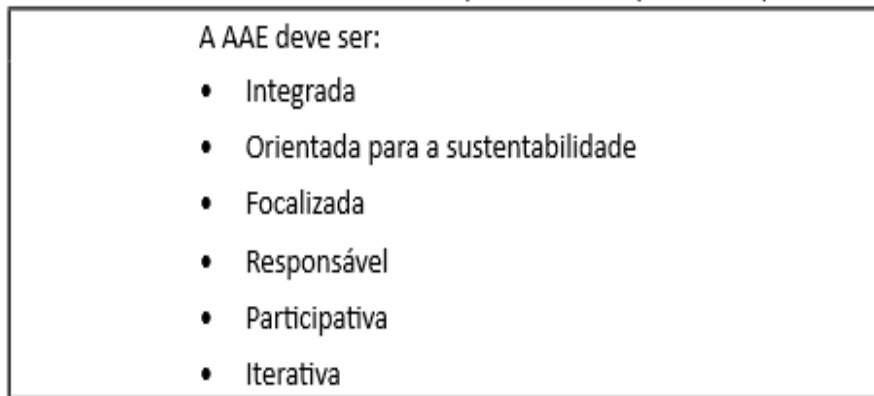 A AAE deve ser:
• Integrada
• Orientada para a sustentabilidade
• Focalizada
• Responsável
• Participativa
• Iterativa